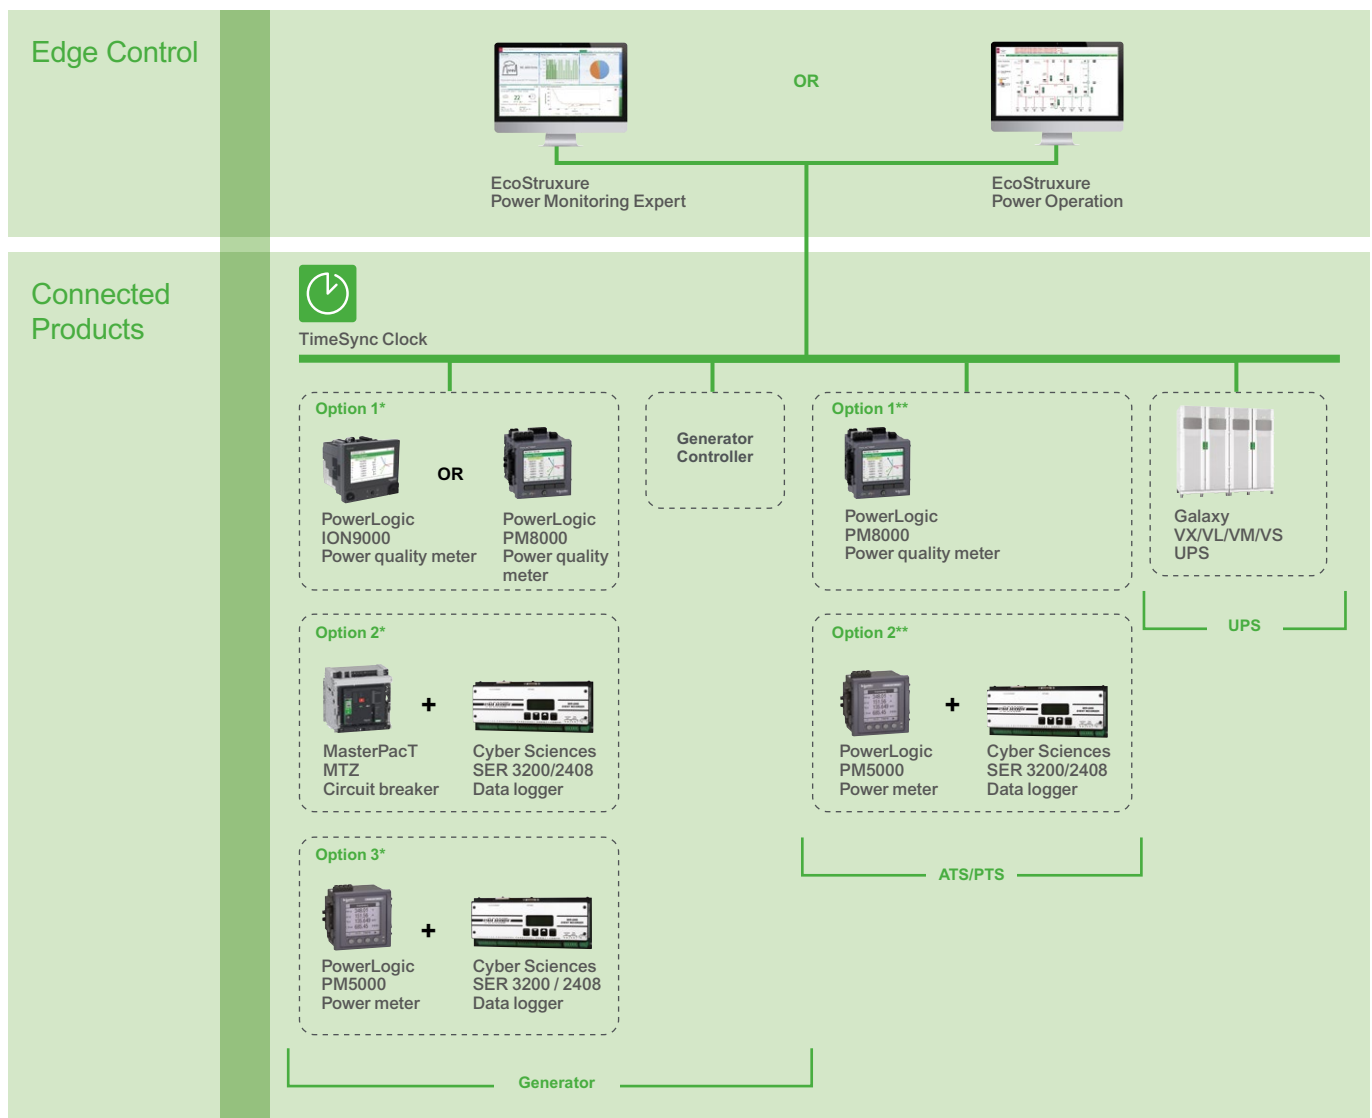 Edge Control
OR
EcoStruxure
Power Monitoring Expert
EcoStruxure
Power Operation
Connected
Products
TimeSync Clock
Option 1*
OR
PowerLogic
ION9000
Power quality meter
PowerLogic
PM8000
Power quality
meter
Generator
Controller
Option 1**
PowerLogic
PM8000
Power quality meter
Galaxy
VX/VL/VM/VS
UPS
UPS
Option 2*
+
MasterPacT
MTZ
Circuit breaker
Cyber Sciences
SER 3200/2408
Data logger
Option 2**
+
PowerLogic
PM5000
Power meter
Cyber Sciences
SER 3200/2408
Data logger
ATS/PTS
Option 3*
+
PowerLogic
PM5000
Power meter
Cyber Sciences
SER 3200 / 2408
Data logger
Generator